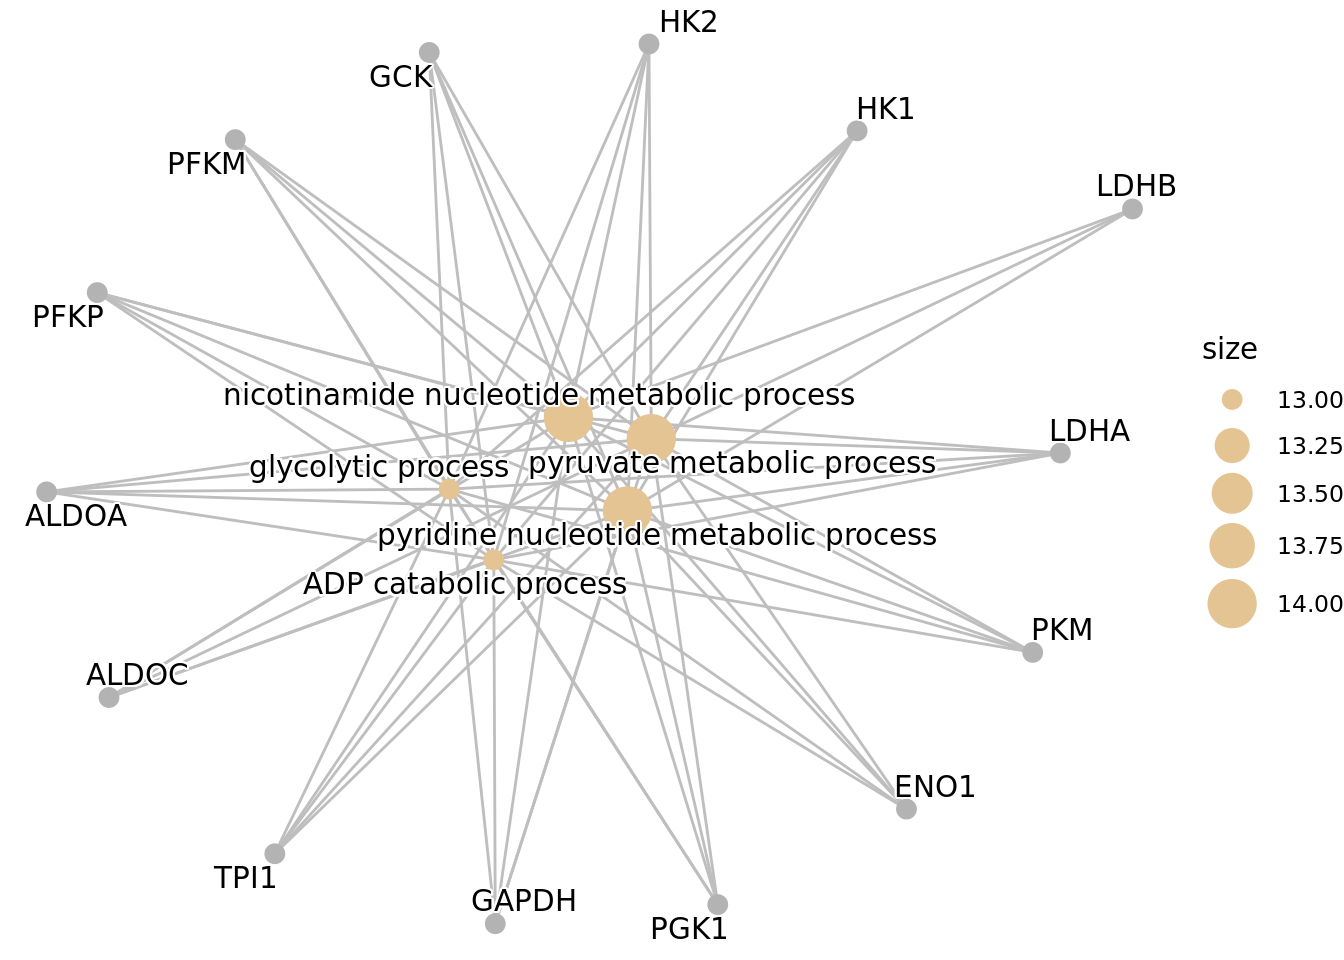 HK2
GCK
HK1
PFKM
LDHB
PFKP
size
nicotinamide nucleotide metabolic process
13.00
LDHA
13.25
glycolytic process
pyruvate metabolic process
13.50
ALDOA
pyridine nucleotide metabolic process
13.75
ADP catabolic process
14.00
PKM
ALDOC
ENO1
TPI1
GAPDH
PGK1